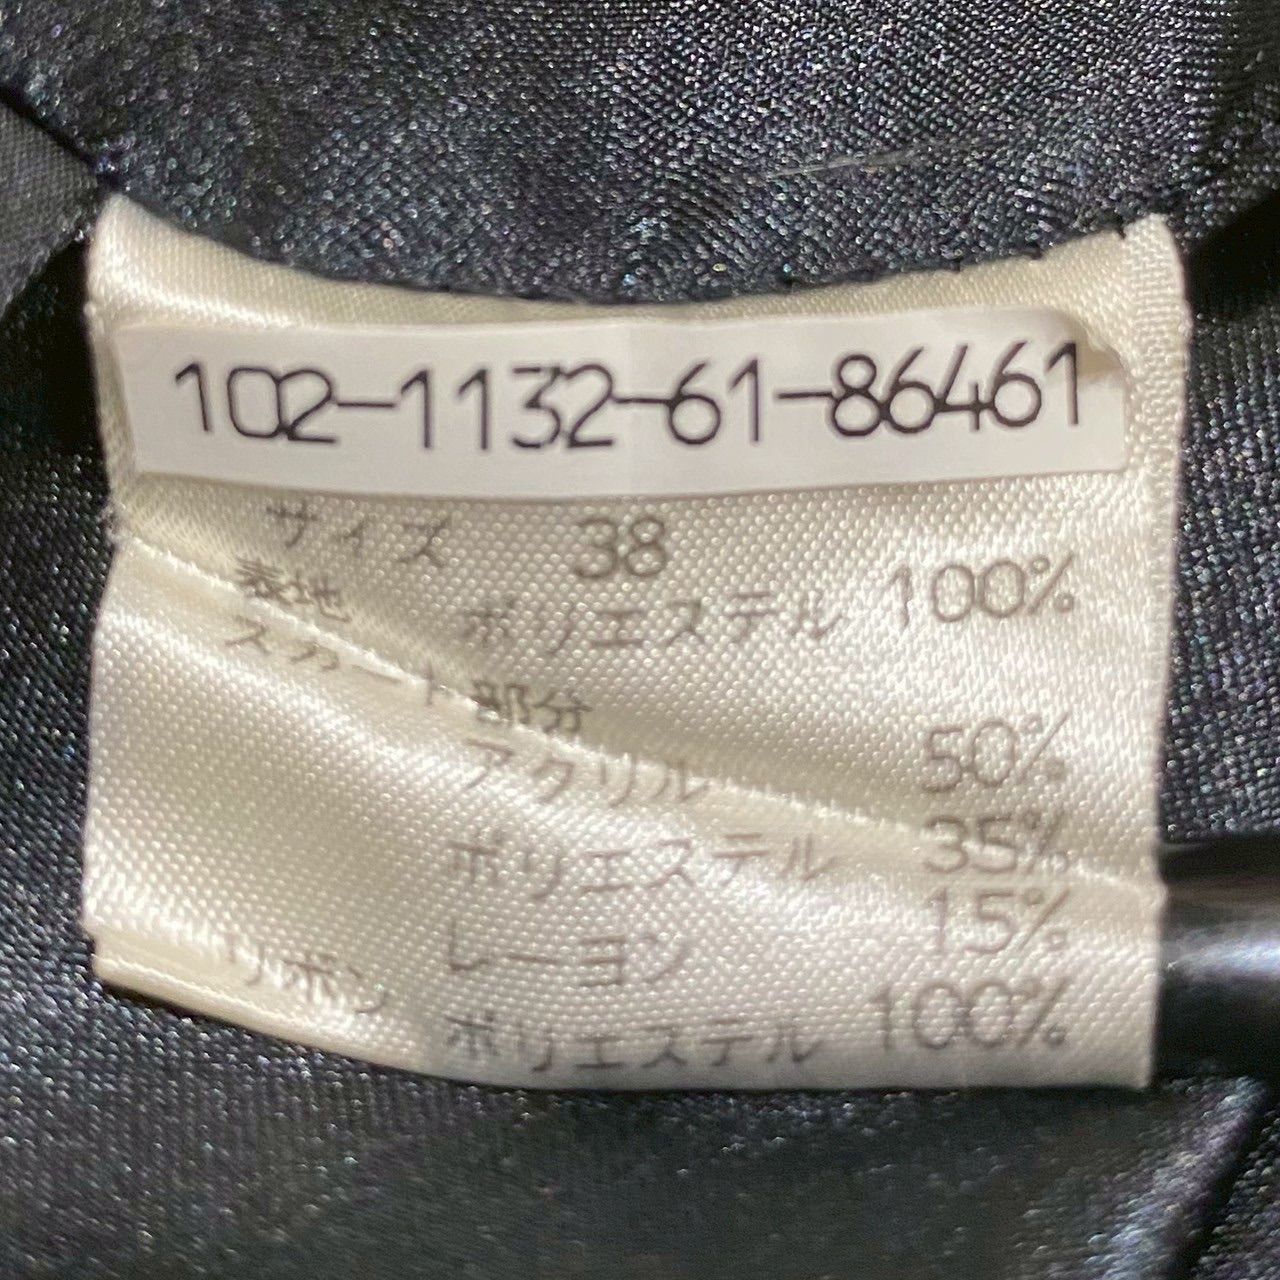 102-1132-61-86461
サイズ 38
表地 ポリエステル 100%
スカート部分
アクリル 50%
ポリエステル 35%
レーヨン 15%
リボン ポリエステル 100%